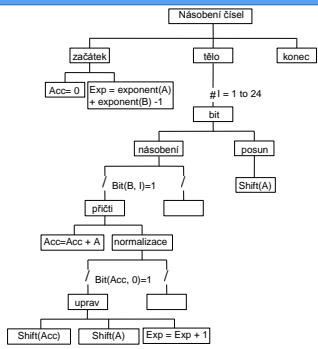 Násobení čísel
začátek
tělo
konec
Acc= 0
Exp = exponent(A)
+ exponent(B) -1
# I = 1 to 24
bit
násobení
posun
Bit(B, I)=1
Shift(A)
přičti
Acc=Acc + A
normalizace
Bit(Acc, 0)=1
uprav
Shift(Acc)
Shift(A)
Exp = Exp + 1